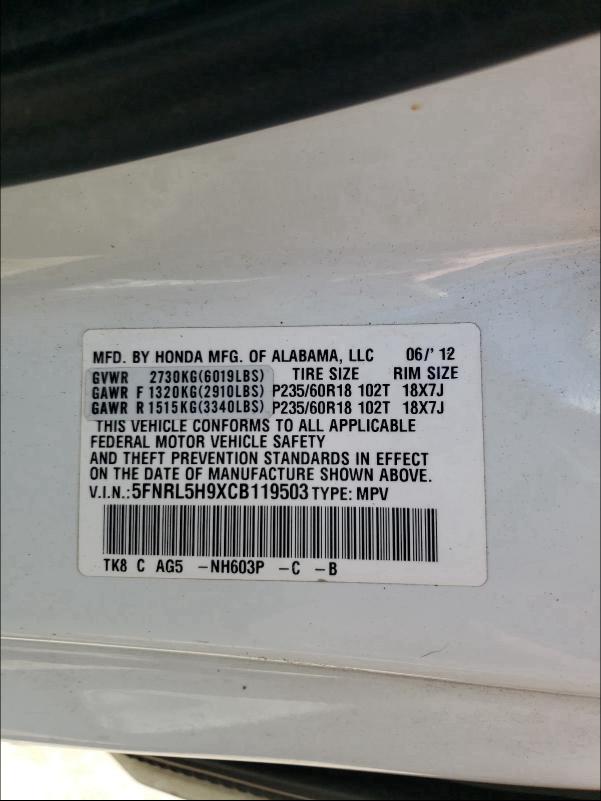 MFD. BY HONDA MFG. OF ALABAMA, LLC 06/' 12
GVWR 2730KG(6019LBS) TIRE SIZE RIM SIZE
GAWR F 1320KG(2910LBS) P235/60R18 102T 18X7J
GAWR R 1515KG(3340LBS) P235/60R18 102T 18X7J
THIS VEHICLE CONFORMS TO ALL APPLICABLE
FEDERAL MOTOR VEHICLE SAFETY
AND THEFT PREVENTION STANDARDS IN EFFECT
ON THE DATE OF MANUFACTURE SHOWN ABOVE.
V.I.N.:5FNRL5H9XCB119503 TYPE: MPV
TK8 C AG5 -NH603P -C -B